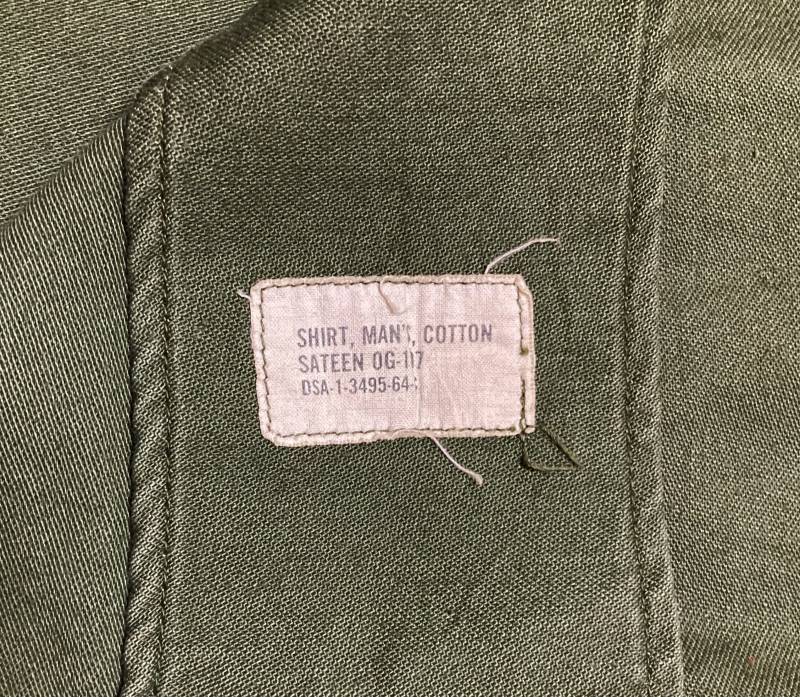 SHIRT, MAN'S, COTTON
SATEEN OG-107
DSA-1-3495-64-